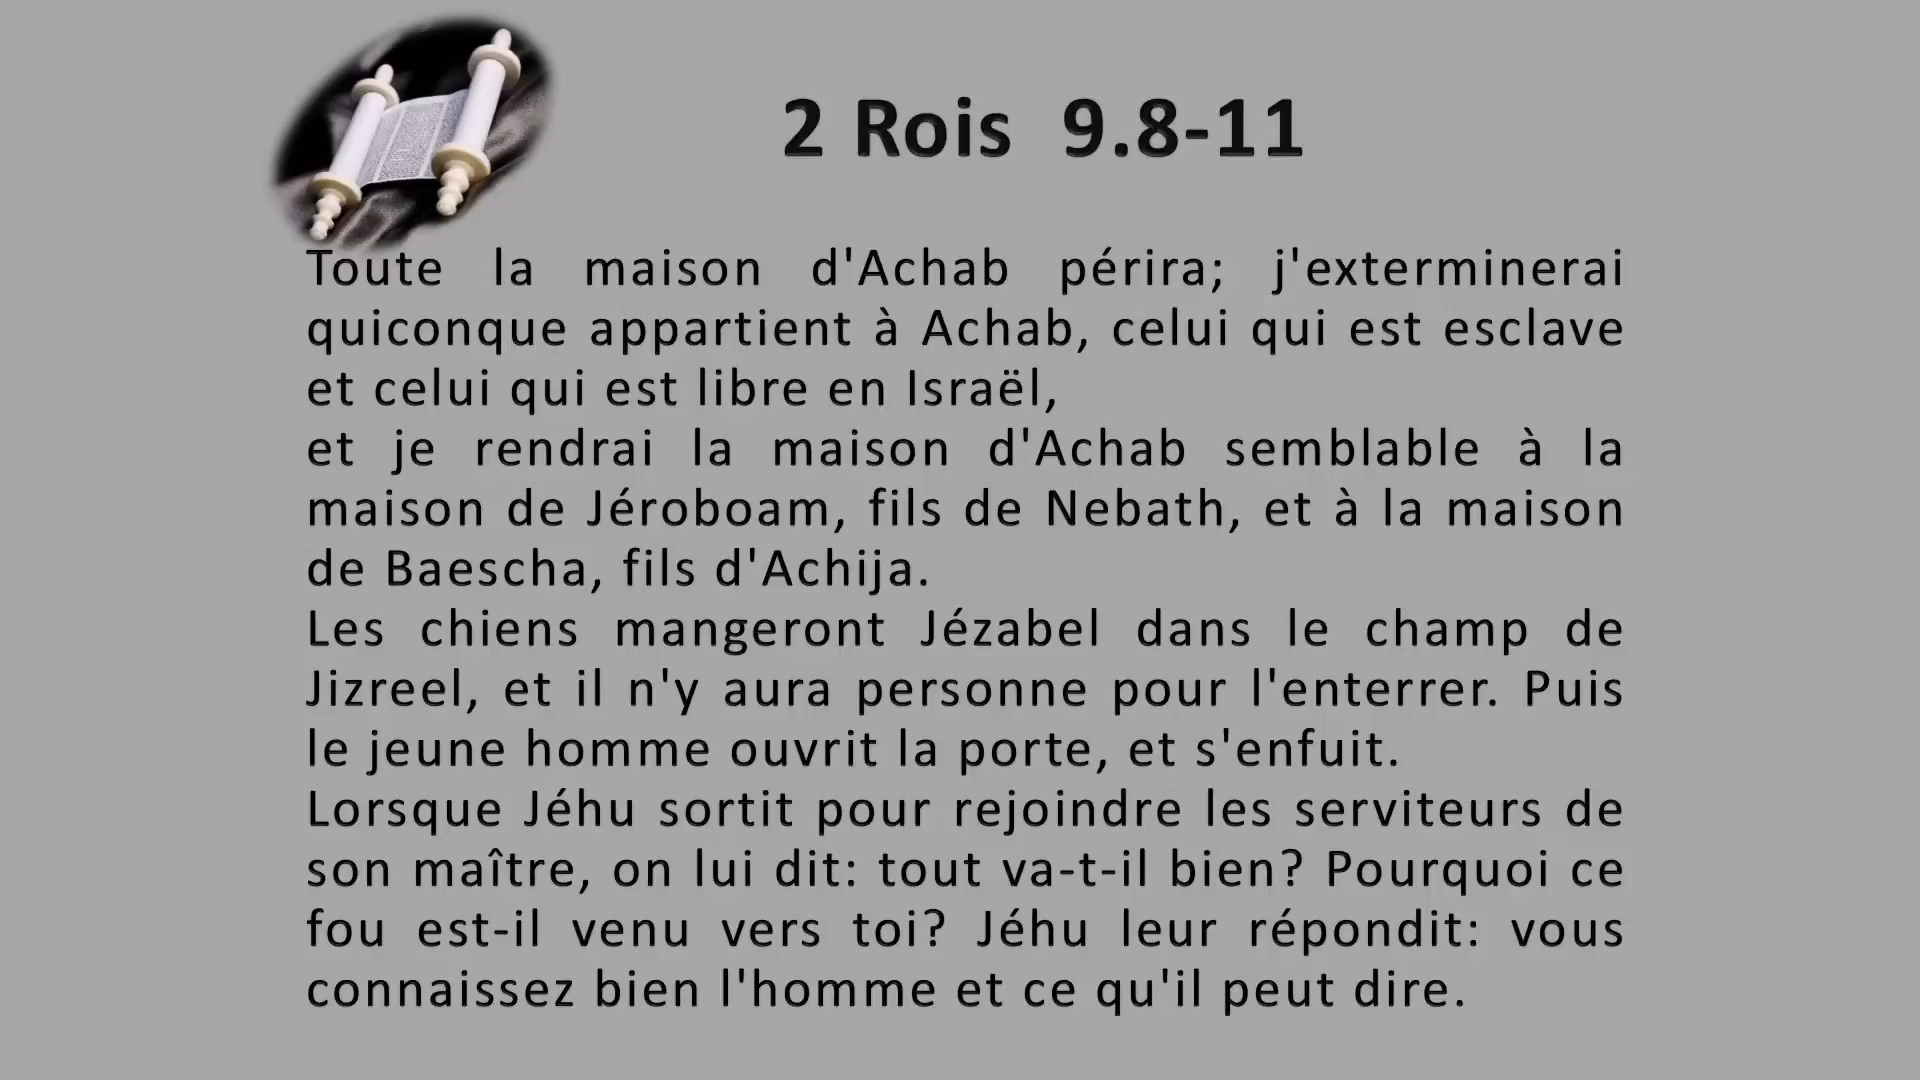 2 Rois 9.8-11
Toute la maison d'Achab périra; j'exterminerai
quiconque appartient à Achab, celui qui est esclave
et celui qui est libre en Israël,
et je rendrai la maison d'Achab semblable à la
maison de Jéroboam, fils de Nebath, et à la maison
de Baescha, fils d'Achija.
Les chiens mangeront Jézabel dans le champ de
Jizreel, et il n'y aura personne pour l'enterrer. Puis
le jeune homme ouvrit la porte, et s'enfuit.
Lorsque Jéhu sortit pour rejoindre les serviteurs de
son maître, on lui dit: tout va-t-il bien? Pourquoi ce
fou est-il venu vers toi? Jéhu leur répondit: vous
connaissez bien l'homme et ce qu'il peut dire.